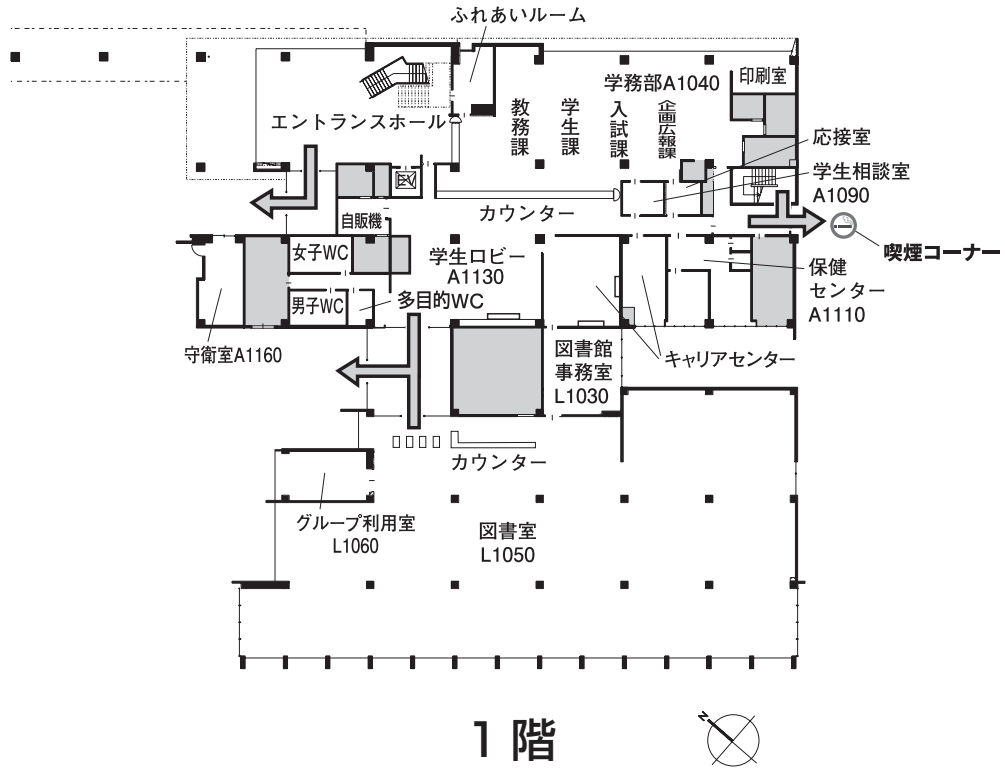 ふれあいルーム
学務部A1040
印刷室
教務課
学生課
入試課
企画広報課
エントランスホール
応接室
学生相談室
A1090
EV
カウンター
自販機
喫煙コーナー
女子WC
学生ロビー
A1130
保健
センター
A1110
男子WC
多目的WC
守衛室A1160
図書館
事務室
L1030
キャリアセンター
カウンター
グループ利用室
L1060
図書室
L1050
1階
N